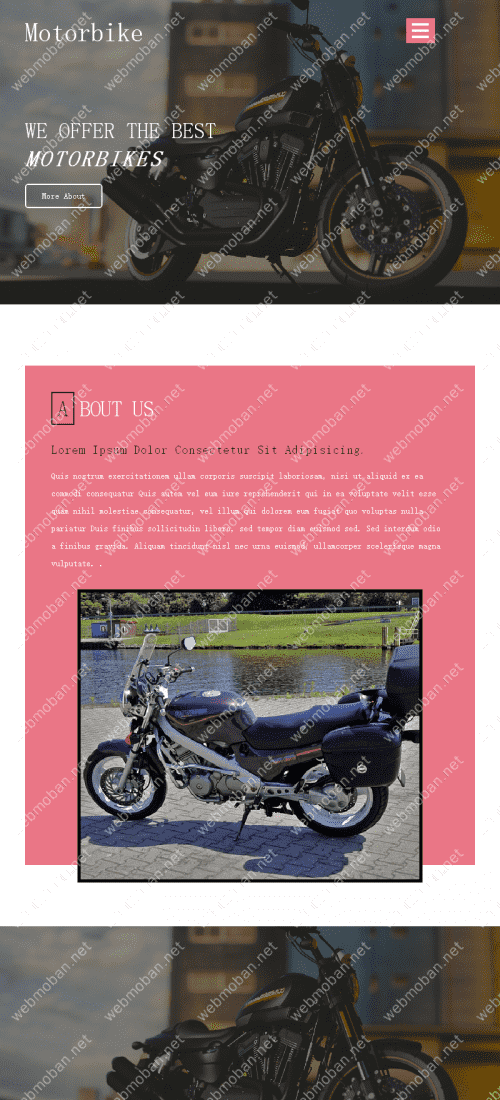 Motorbike
WE OFFER THE BEST
MOTORBIKES
More About
ABOUT US
Lorem Ipsum Dolor Consectetur Sit Adipisicing.
Quis nostrum exercitationem ullam corporis suscipit laboriosam, nisi ut aliquid ex ea
commodi consequatur Quis autem vel eum iure reprehenderit qui in ea voluptate velit esse
quam nihil molestiae consequatur, vel illum qui dolorem eum fugiat quo voluptas nulla
pariatur Duis finibus sollicitudin libero, sed tempor diam euismod sed. Sed interdum odio
a finibus gravida. Aliquam tincidunt nisl nec urna euismod, ullamcorper scelerisque magna
vulputate. .
webmoban.net